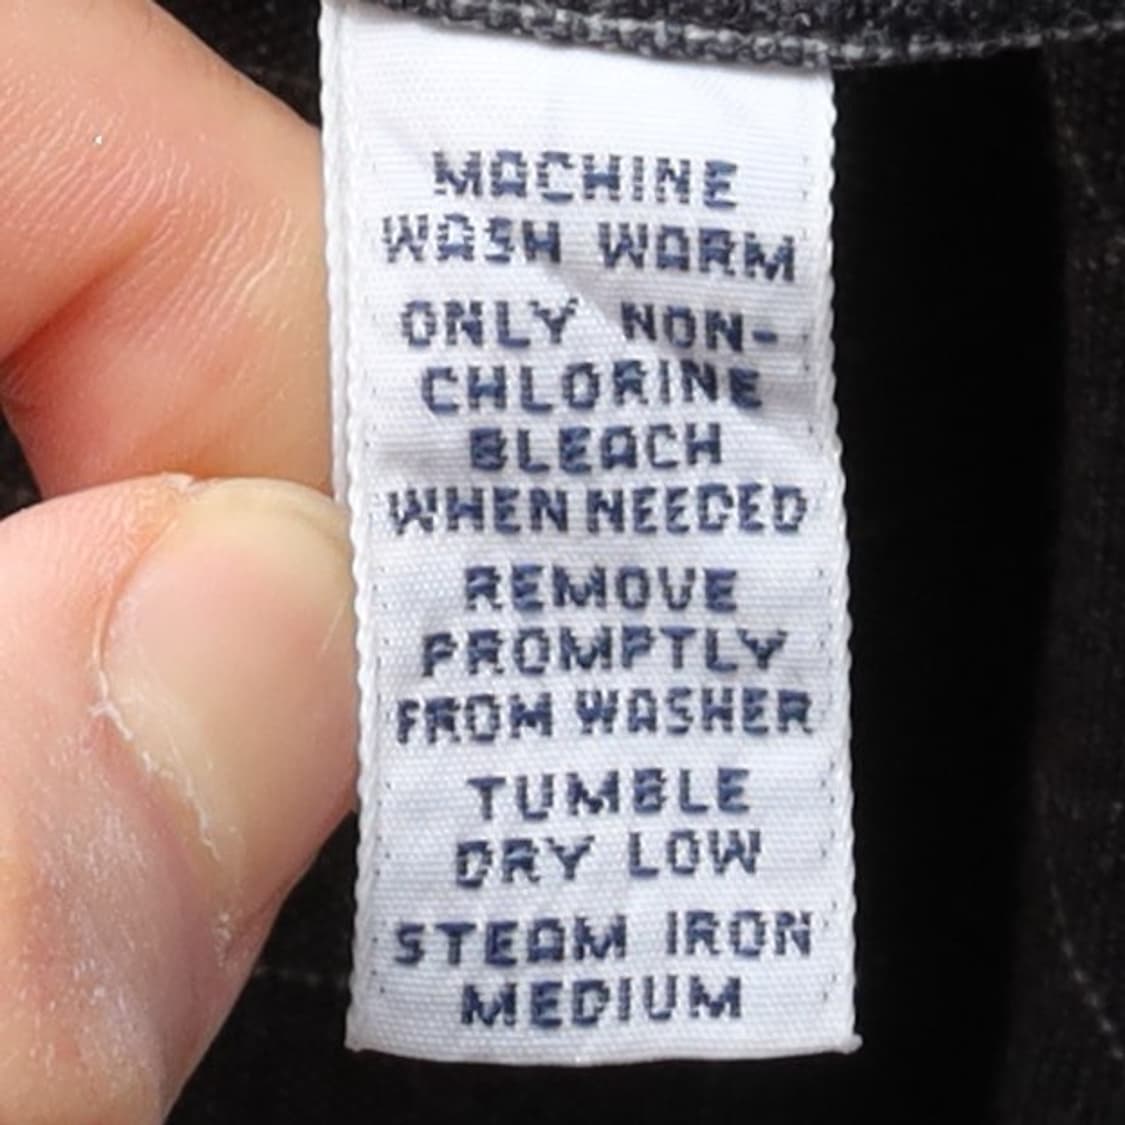 MACHINE
WASH WARM
ONLY NON-
CHLORINE
BLEACH
WHEN NEEDED
REMOVE
PROMPTLY
FROM WASHER
TUMBLE
DRY LOW
STEAM IRON
MEDIUM